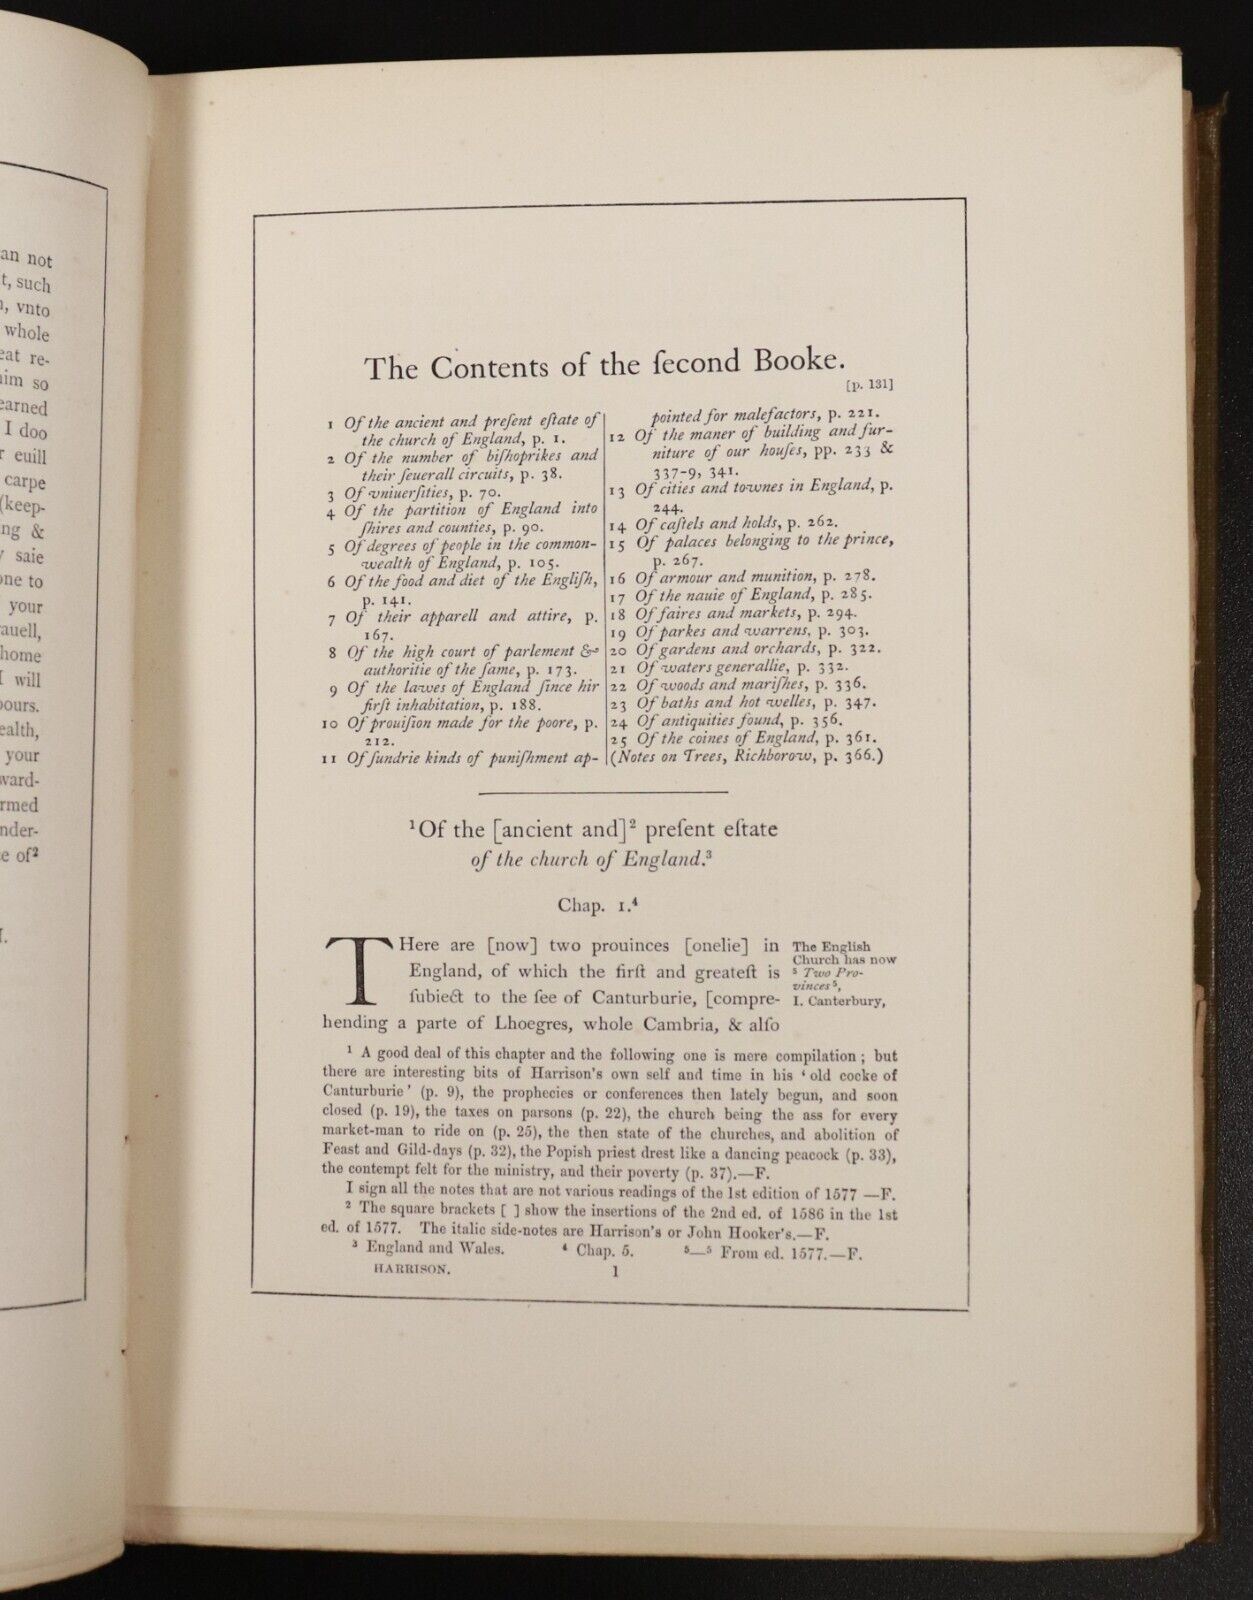 an not
t, such
, vnto
whole
eat re-
him so
earned
I doo
r euill
carpe
(keep-
ng &
y saie
one to
your
rauell,
home
I will
bours.
ealth,
your
ward-
rmed
nder-
e of²
The Contents of the ſecond Booke.
[p. 131]
1 Of the ancient and preſent eſtate of
the church of England, p. 1.
2 Of the number of biſhoprikes and
their ſeuerall circuits, p. 38.
3 Of vniuerſities, p. 70.
4 Of the partition of England into
ſhires and counties, p. 90.
5 Of degrees of people in the common-
wealth of England, p. 105.
6 Of the food and diet of the Engliſh,
p. 141.
7 Of their apparell and attire, p.
167.
8 Of the high court of parlement &
authoritie of the ſame, p. 173.
9 Of the lawes of England ſince hir
firſt inhabitation, p. 188.
10 Of prouiſion made for the poore, p.
212.
11 Of ſundrie kinds of puniſhment ap-
pointed for malefactors, p. 221.
12 Of the maner of building and fur-
niture of our houſes, pp. 233 &
337-9, 341.
13 Of cities and townes in England, p.
244.
14 Of caſtels and holds, p. 262.
15 Of palaces belonging to the prince,
p. 267.
16 Of armour and munition, p. 278.
17 Of the nauie of England, p. 285.
18 Of faires and markets, p. 294.
19 Of parkes and warrens, p. 303.
20 Of gardens and orchards, p. 322.
21 Of waters generallie, p. 332.
22 Of woods and mariſhes, p. 336.
23 Of baths and hot welles, p. 347.
24 Of antiquities found, p. 356.
25 Of the coines of England, p. 361.
(Notes on Trees, Richborow, p. 366.)
¹Of the [ancient and]² preſent eſtate
of the church of England.³
Chap. 1.⁴
THere are [now] two prouinces [onelie] in
England, of which the firſt and greateſt is
ſubiect to the ſee of Canturburie, [compre-
hending a parte of Lhoegres, whole Cambria, & alſo
The English
Church has now
⁵ Two Pro-
vinces⁵,
I. Canterbury,
¹ A good deal of this chapter and the following one is mere compilation; but
there are interesting bits of Harrison's own self and time in his 'old cocke of
Canturburie' (p. 9), the prophecies or conferences then lately begun, and soon
closed (p. 19), the taxes on parsons (p. 22), the church being the ass for every
market-man to ride on (p. 25), the then state of the churches, and abolition of
Feast and Gild-days (p. 32), the Popish priest drest like a dancing peacock (p. 33),
the contempt felt for the ministry, and their poverty (p. 37).—F.
I sign all the notes that are not various readings of the 1st edition of 1577 —F.
² The square brackets [ ] show the insertions of the 2nd ed. of 1586 in the 1st
ed. of 1577. The italic side-notes are Harrison's or John Hooker's.—F.
³ England and Wales. ⁴ Chap. 5. ⁵—⁵ From ed. 1577.—F.
HARRISON. 1